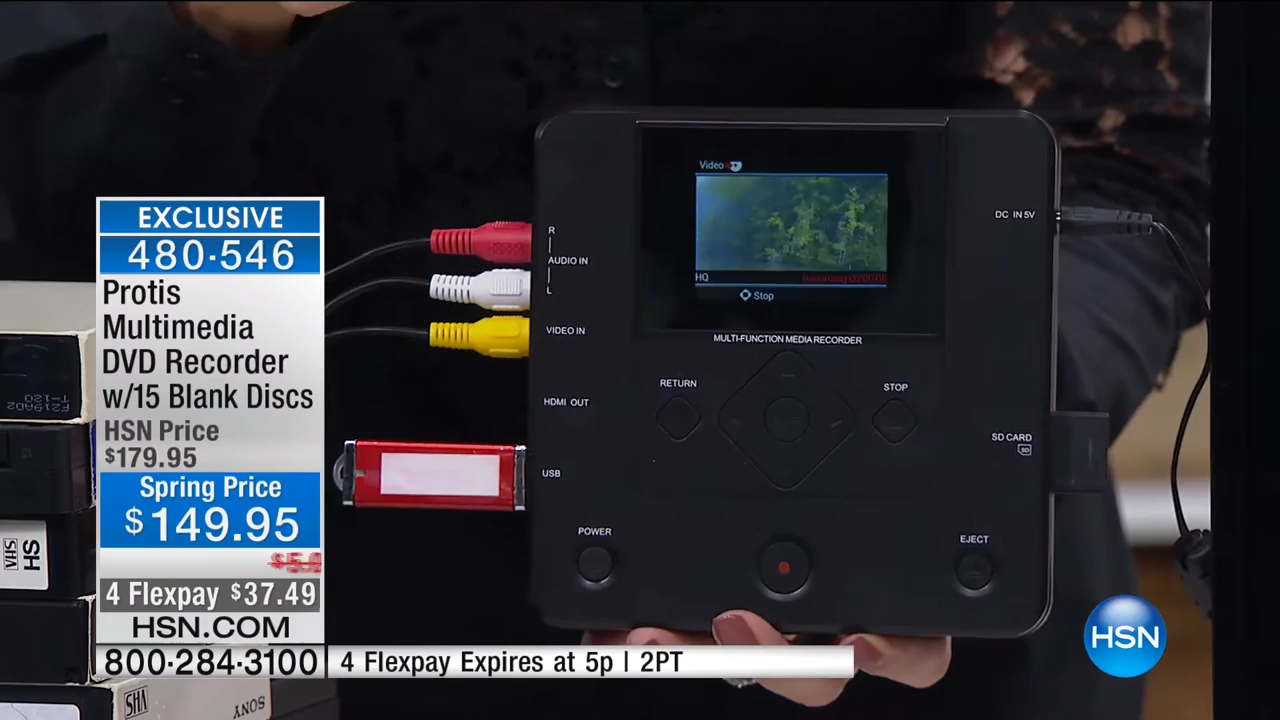 EXCLUSIVE
480-546
Protis
Multimedia
DVD Recorder
w/15 Blank Discs
HSN Price
$179.95
Spring Price
$149.95
4 Flexpay $37.49
HSN.COM
800-284-3100
4 Flexpay Expires at 5p | 2PT
Video
HQ
Stop
R
AUDIO IN
L
VIDEO IN
HDMI OUT
USB
DC IN 5V
MULTI-FUNCTION MEDIA RECORDER
RETURN
STOP
SD CARD
SD
POWER
EJECT
HSN
T-120
VHS
HS
VHS
SONY